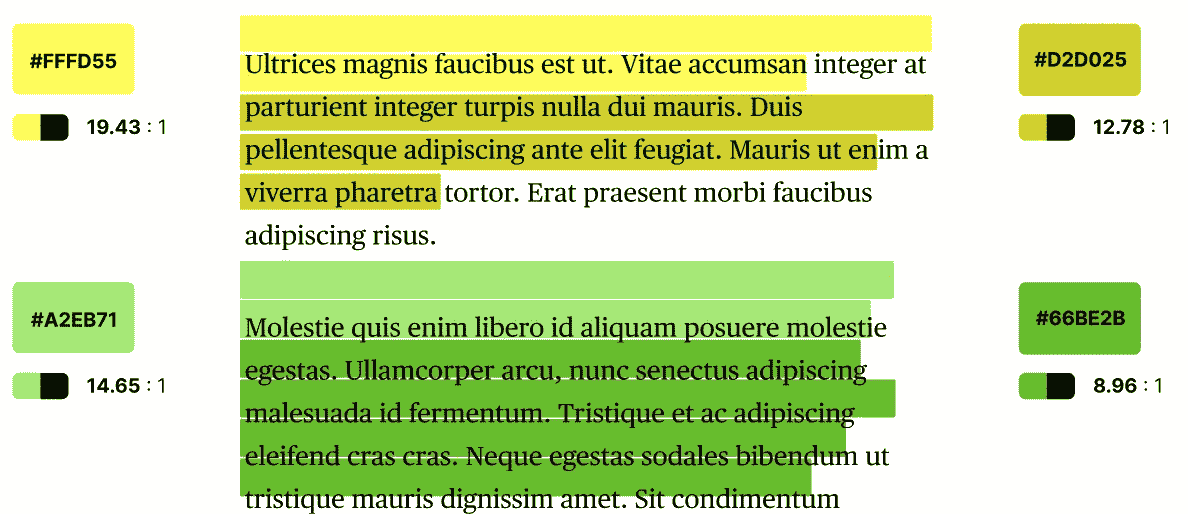 #FFFD55
19.43 : 1
Ultrices magnis faucibus est ut. Vitae accumsan integer at
parturient integer turpis nulla dui mauris. Duis
pellentesque adipiscing ante elit feugiat. Mauris ut enim a
viverra pharetra tortor. Erat praesent morbi faucibus
adipiscing risus.
#D2D025
12.78 : 1
#A2EB71
14.65 : 1
Molestie quis enim libero id aliquam posuere molestie
egestas. Ullamcorper arcu, nunc senectus adipiscing
malesuada id fermentum. Tristique et ac adipiscing
eleifend cras cras. Neque egestas sodales bibendum ut
tristique mauris dignissim amet. Sit condimentum
#66BE2B
8.96 : 1